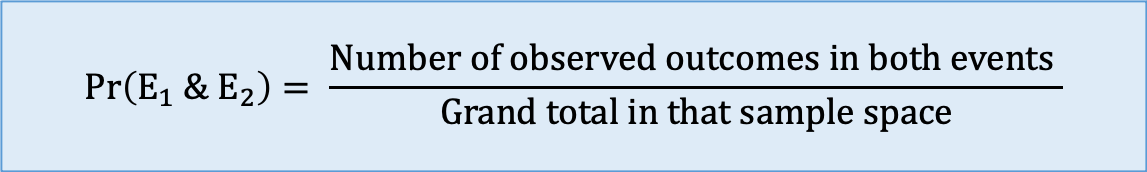 Pr(E₁ & E₂) = Number of observed outcomes in both events
Grand total in that sample space